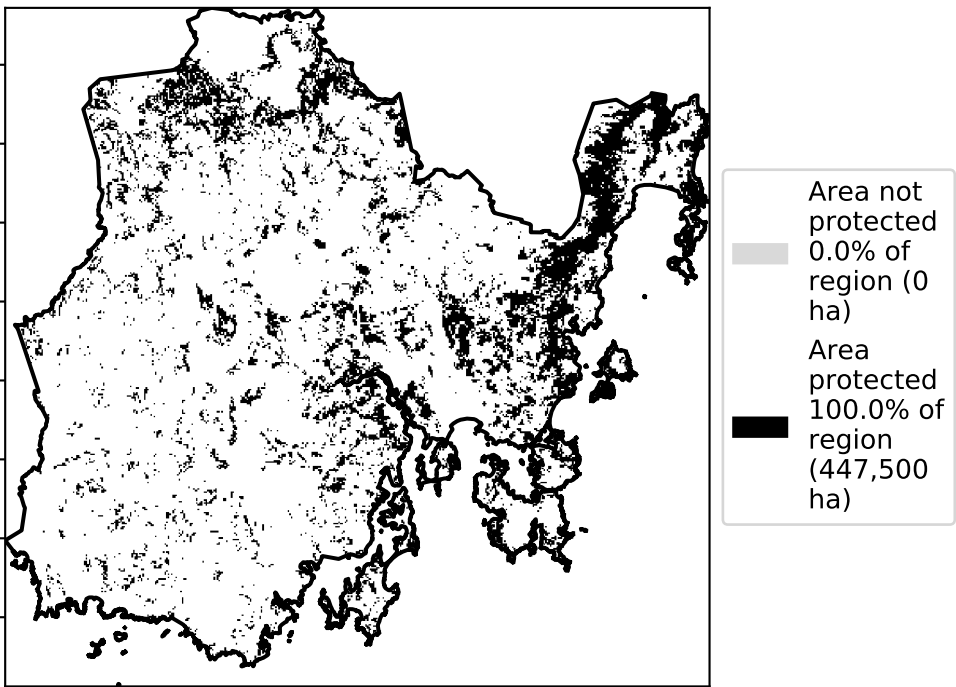 Area not
protected
0.0% of
region (0
ha)
Area
protected
100.0% of
region
(447,500
ha)